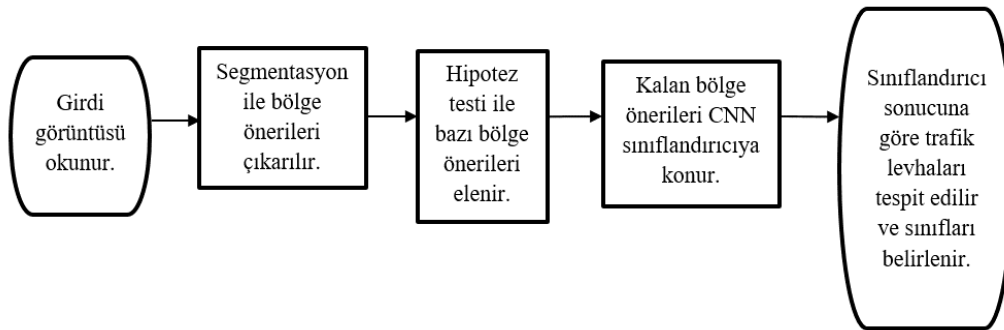 Girdi
görüntüsü
okunur.
Segmentasyon
ile bölge
önerileri
çıkarılır.
Hipotez
testi ile
bazı bölge
önerileri
elenir.
Kalan bölge
önerileri CNN
sınıflandırıcıya
konur.
Sınıflandırıcı
sonucuna
göre trafik
levhaları
tespit edilir
ve sınıfları
belirlenir.